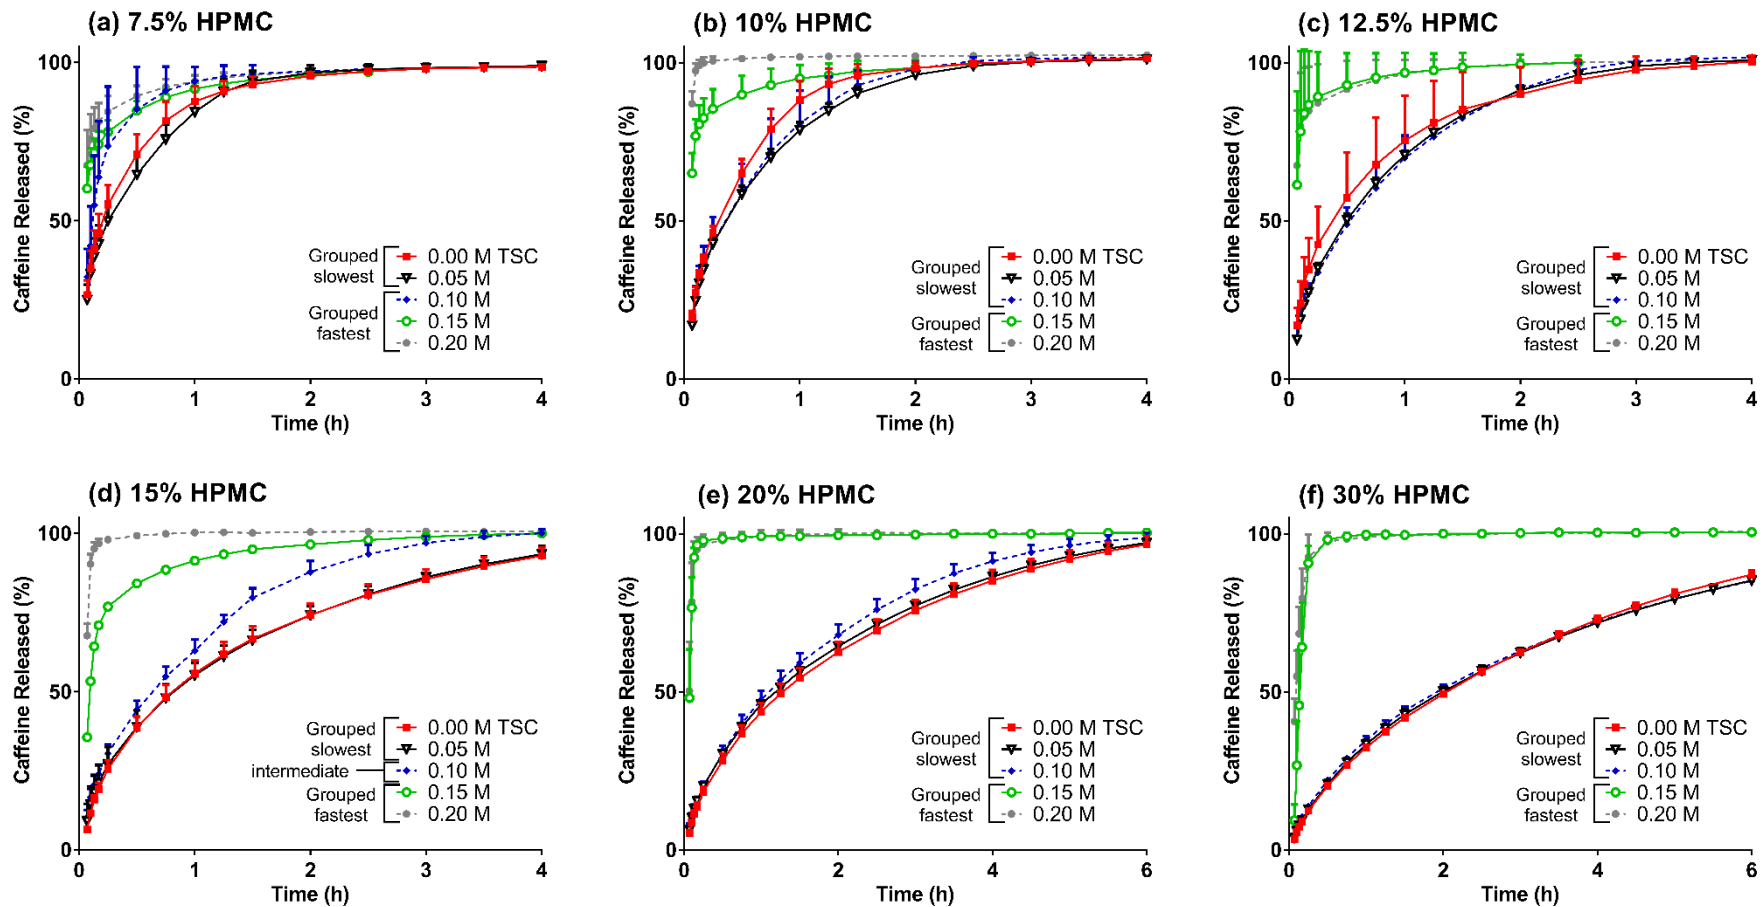 (a) 7.5% HPMC
100
50
0
Caffeine Released (%)
0 1 2 3 4
Time (h)
Grouped slowest
0.00 M TSC
0.05 M
Grouped fastest
0.10 M
0.15 M
0.20 M
(b) 10% HPMC
100
50
0
Caffeine Released (%)
0 1 2 3 4
Time (h)
Grouped slowest
0.00 M TSC
0.05 M
0.10 M
Grouped fastest
0.15 M
0.20 M
(c) 12.5% HPMC
100
50
0
Caffeine Released (%)
0 1 2 3 4
Time (h)
Grouped slowest
0.00 M TSC
0.05 M
0.10 M
Grouped fastest
0.15 M
0.20 M
(d) 15% HPMC
100
50
0
Caffeine Released (%)
0 1 2 3 4
Time (h)
Grouped slowest
0.00 M TSC
0.05 M
intermediate
0.10 M
Grouped fastest
0.15 M
0.20 M
(e) 20% HPMC
100
50
0
Caffeine Released (%)
0 2 4 6
Time (h)
Grouped slowest
0.00 M TSC
0.05 M
0.10 M
Grouped fastest
0.15 M
0.20 M
(f) 30% HPMC
100
50
0
Caffeine Released (%)
0 2 4 6
Time (h)
Grouped slowest
0.00 M TSC
0.05 M
0.10 M
Grouped fastest
0.15 M
0.20 M